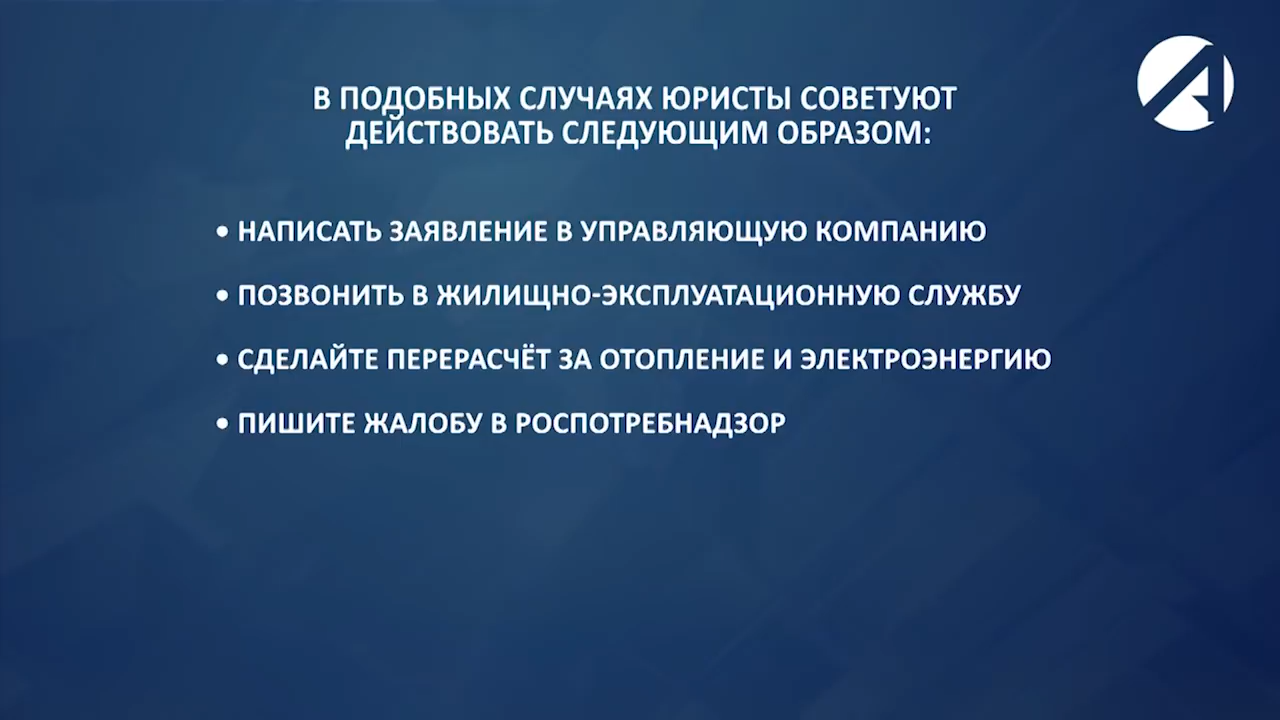 В ПОДОБНЫХ СЛУЧАЯХ ЮРИСТЫ СОВЕТУЮТ
ДЕЙСТВОВАТЬ СЛЕДУЮЩИМ ОБРАЗОМ:
• НАПИСАТЬ ЗАЯВЛЕНИЕ В УПРАВЛЯЮЩУЮ КОМПАНИЮ
• ПОЗВОНИТЬ В ЖИЛИЩНО-ЭКСПЛУАТАЦИОННУЮ СЛУЖБУ
• СДЕЛАЙТЕ ПЕРЕРАСЧЁТ ЗА ОТОПЛЕНИЕ И ЭЛЕКТРОЭНЕРГИЮ
• ПИШИТЕ ЖАЛОБУ В РОСПОТРЕБНАДЗОР